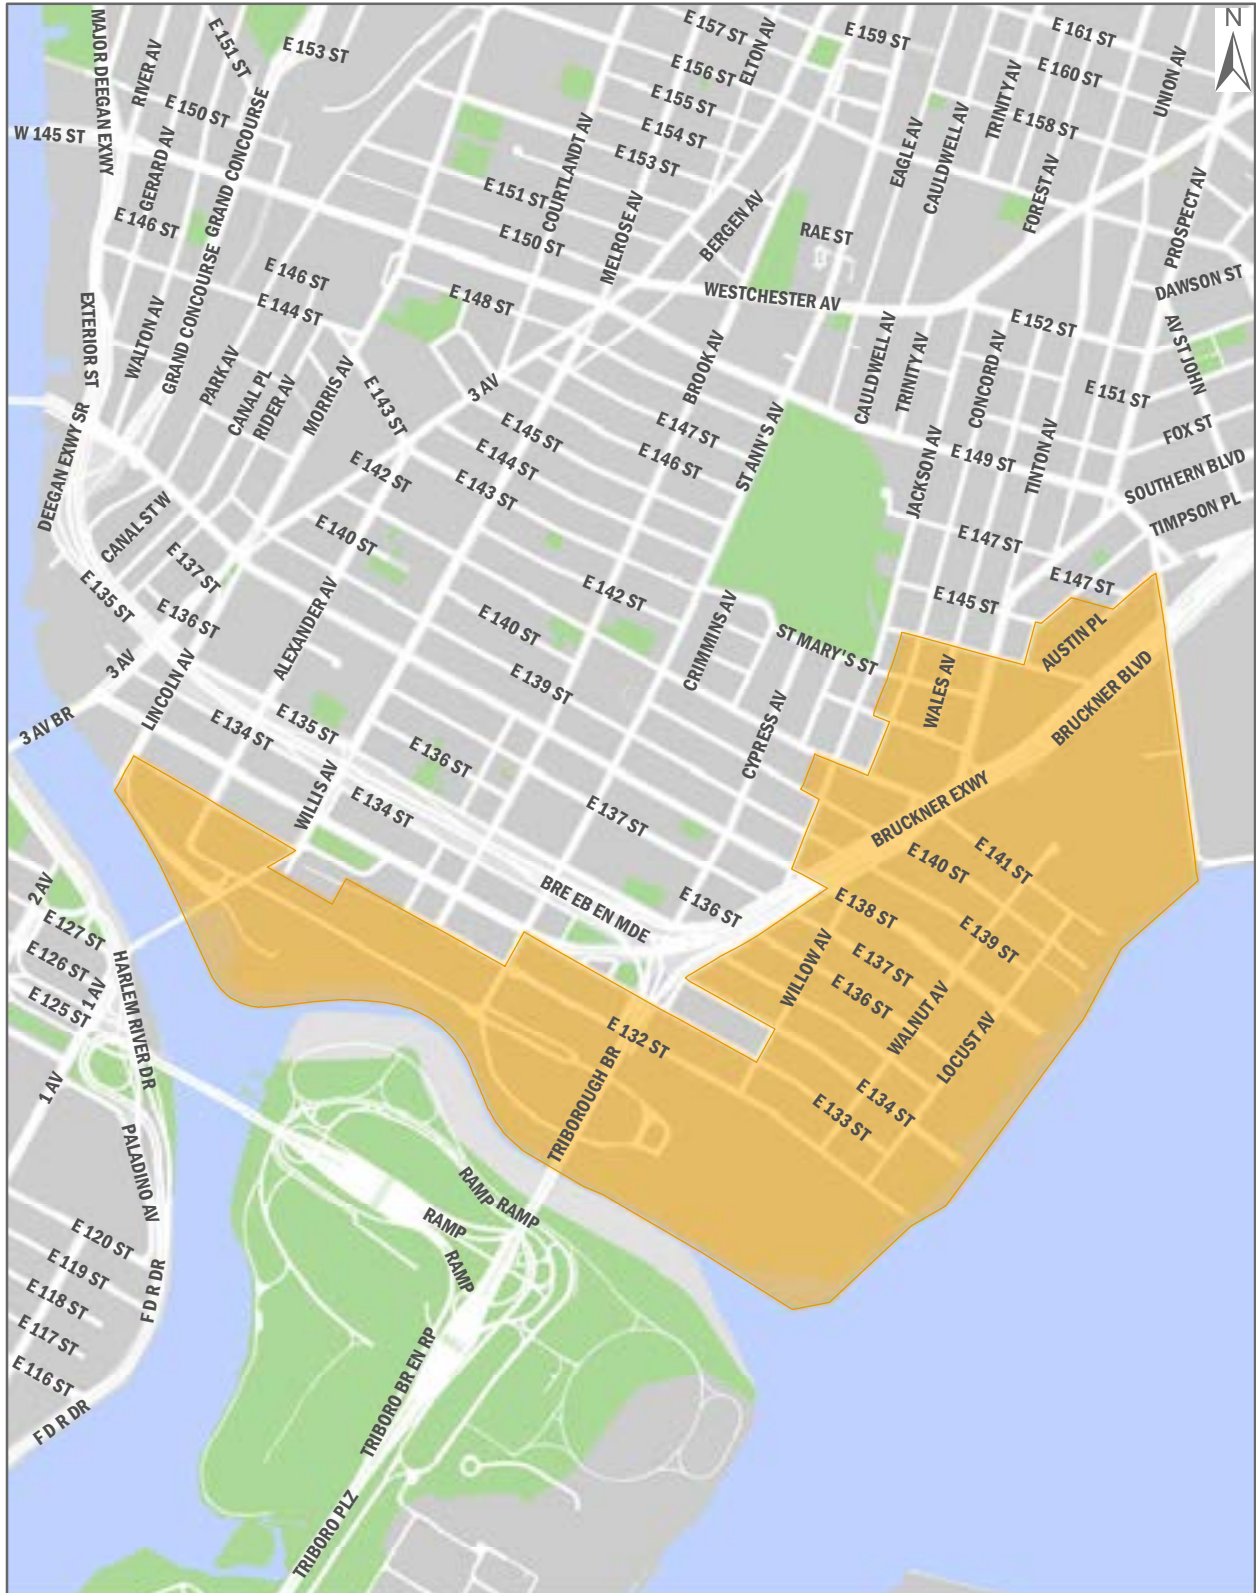 N
MAJOR DEEGAN EXWY
RIVER AV
E 151 ST
E 153 ST
E 157 ST
ELTON AV
E 159 ST
E 161 ST
E 156 ST
E 160 ST
UNION AV
E 155 ST
TRINITY AV
E 150 ST
W 145 ST
E 154 ST
E 158 ST
GERARD AV
GRAND CONCOURSE
COURTLANDT AV
E 153 ST
EAGLE AV
CAULDWELL AV
FOREST AV
E 151 ST
PROSPECT AV
E 146 ST
E 150 ST
MELROSE AV
BERGEN AV
RAE ST
E 146 ST
DAWSON ST
E 144 ST
E 148 ST
WESTCHESTER AV
EXTERIOR ST
WALTON AV
GRAND CONCOURSE
E 152 ST
AV ST JOHN
PARK AV
CANAL PL
RIDER AV
MORRIS AV
E 143 ST
3 AV
BROOK AV
CAULDWELL AV
TRINITY AV
CONCORD AV
E 151 ST
FOX ST
E 145 ST
E 147 ST
ST ANN'S AV
E 144 ST
E 146 ST
E 149 ST
TINTON AV
DEEGAN EXWY SR
E 142 ST
E 143 ST
JACKSON AV
SOUTHERN BLVD
TIMPSON PL
CANAL ST W
E 140 ST
E 147 ST
E 137 ST
E 147 ST
E 135 ST
E 136 ST
E 142 ST
E 145 ST
ALEXANDER AV
E 140 ST
CRIMMINS AV
ST MARY'S ST
AUSTIN PL
3 AV
LINCOLN AV
E 139 ST
WALES AV
BRUCKNER BLVD
3 AV BR
E 134 ST
E 135 ST
E 136 ST
CYPRESS AV
WILLIS AV
E 134 ST
E 137 ST
BRUCKNER EXWY
E 140 ST
E 141 ST
2 AV
BRE EB EN MDE
E 136 ST
E 138 ST
E 127 ST
E 139 ST
E 126 ST
HARLEM RIVER DR
1 AV
WILLOW AV
E 137 ST
E 125 ST
E 136 ST
WALNUT AV
LOCUST AV
E 132 ST
1 AV
TRIBOROUGH BR
E 134 ST
E 133 ST
PALADINO AV
RAMP
RAMP
RAMP
E 120 ST
RAMP
E 119 ST
F D R DR
E 118 ST
E 117 ST
TRIBORO BR EN RP
E 116 ST
F D R DR
TRIBORO PLZ